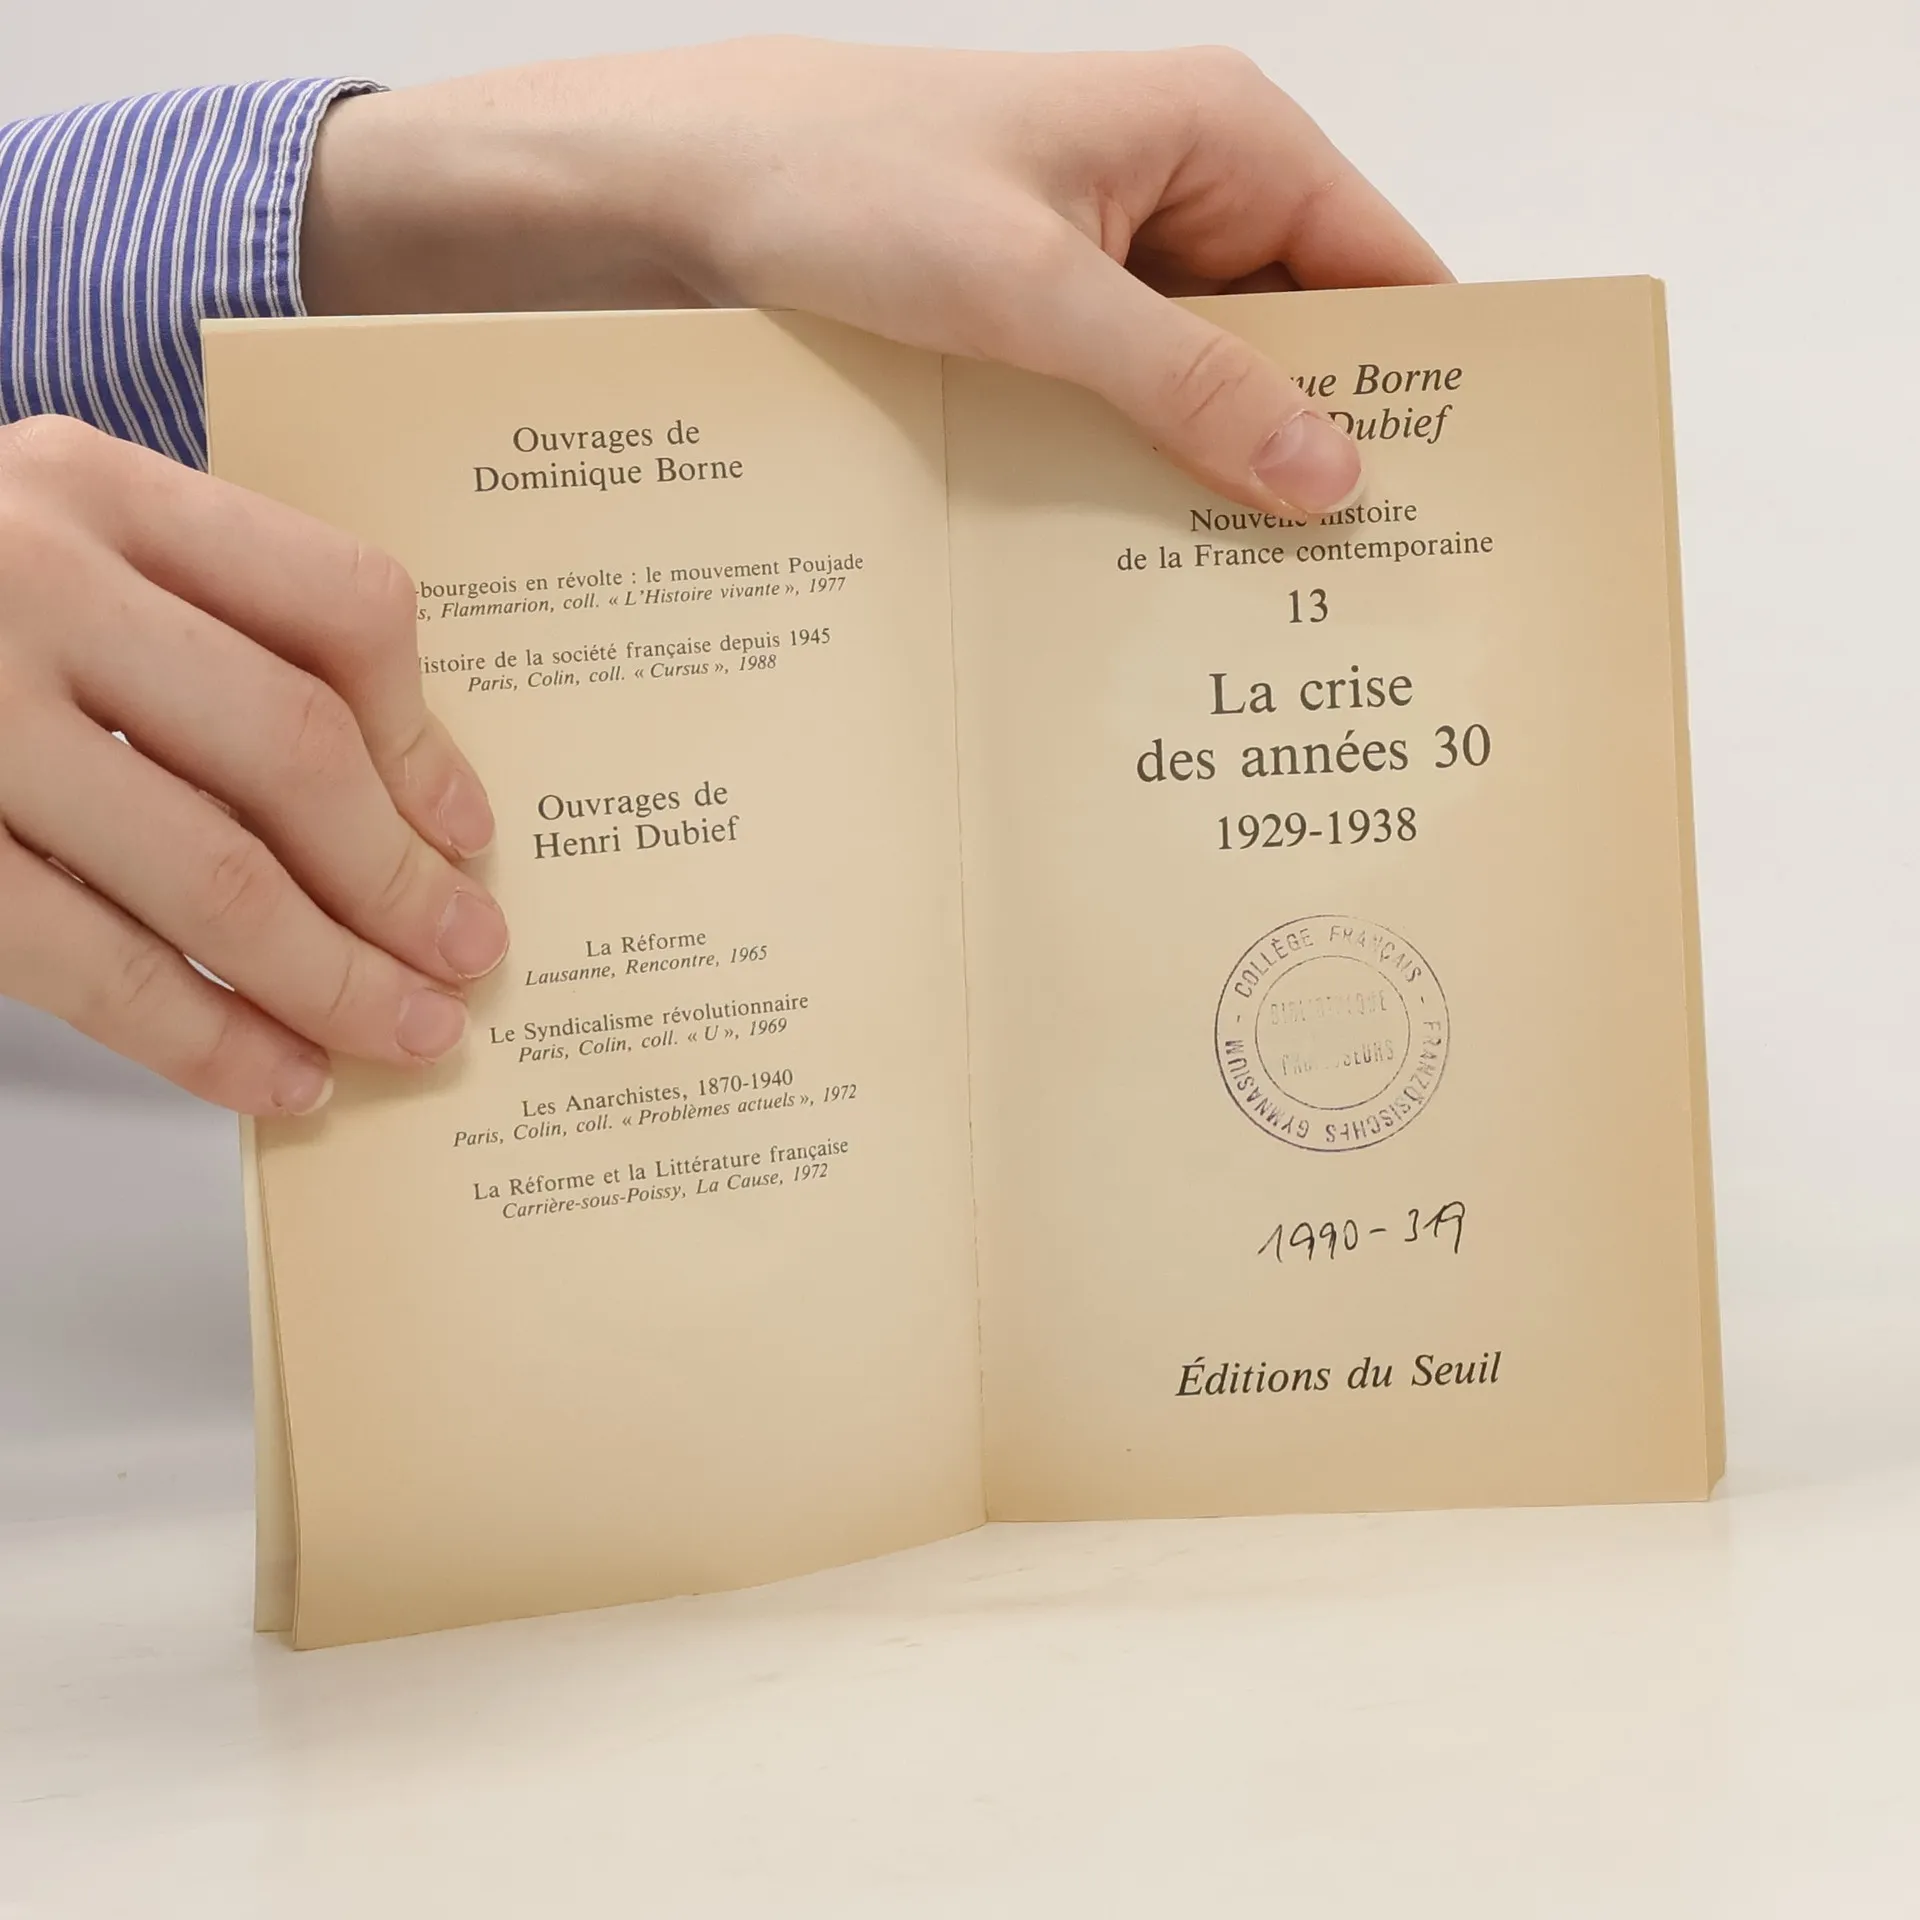 Ouvrages de
Dominique Borne
-bourgeois en révolte : le mouvement Poujade
s, Flammarion, coll. « L'Histoire vivante », 1977
istoire de la société française depuis 1945
Paris, Colin, coll. « Cursus », 1988
Ouvrages de
Henri Dubief
La Réforme
Lausanne, Rencontre, 1965
Le Syndicalisme révolutionnaire
Paris, Colin, coll. « U », 1969
Les Anarchistes, 1870-1940
Paris, Colin, coll. « Problèmes actuels », 1972
La Réforme et la Littérature française
Carrière-sous-Poissy, La Cause, 1972
ue Borne
Dubief
Nouvelle histoire
de la France contemporaine
13
La crise
des années 30
1929-1938
COLLÈGE FRANÇAIS - FRANZÖSISCHES GYMNASIUM -
1990-319
Éditions du Seuil